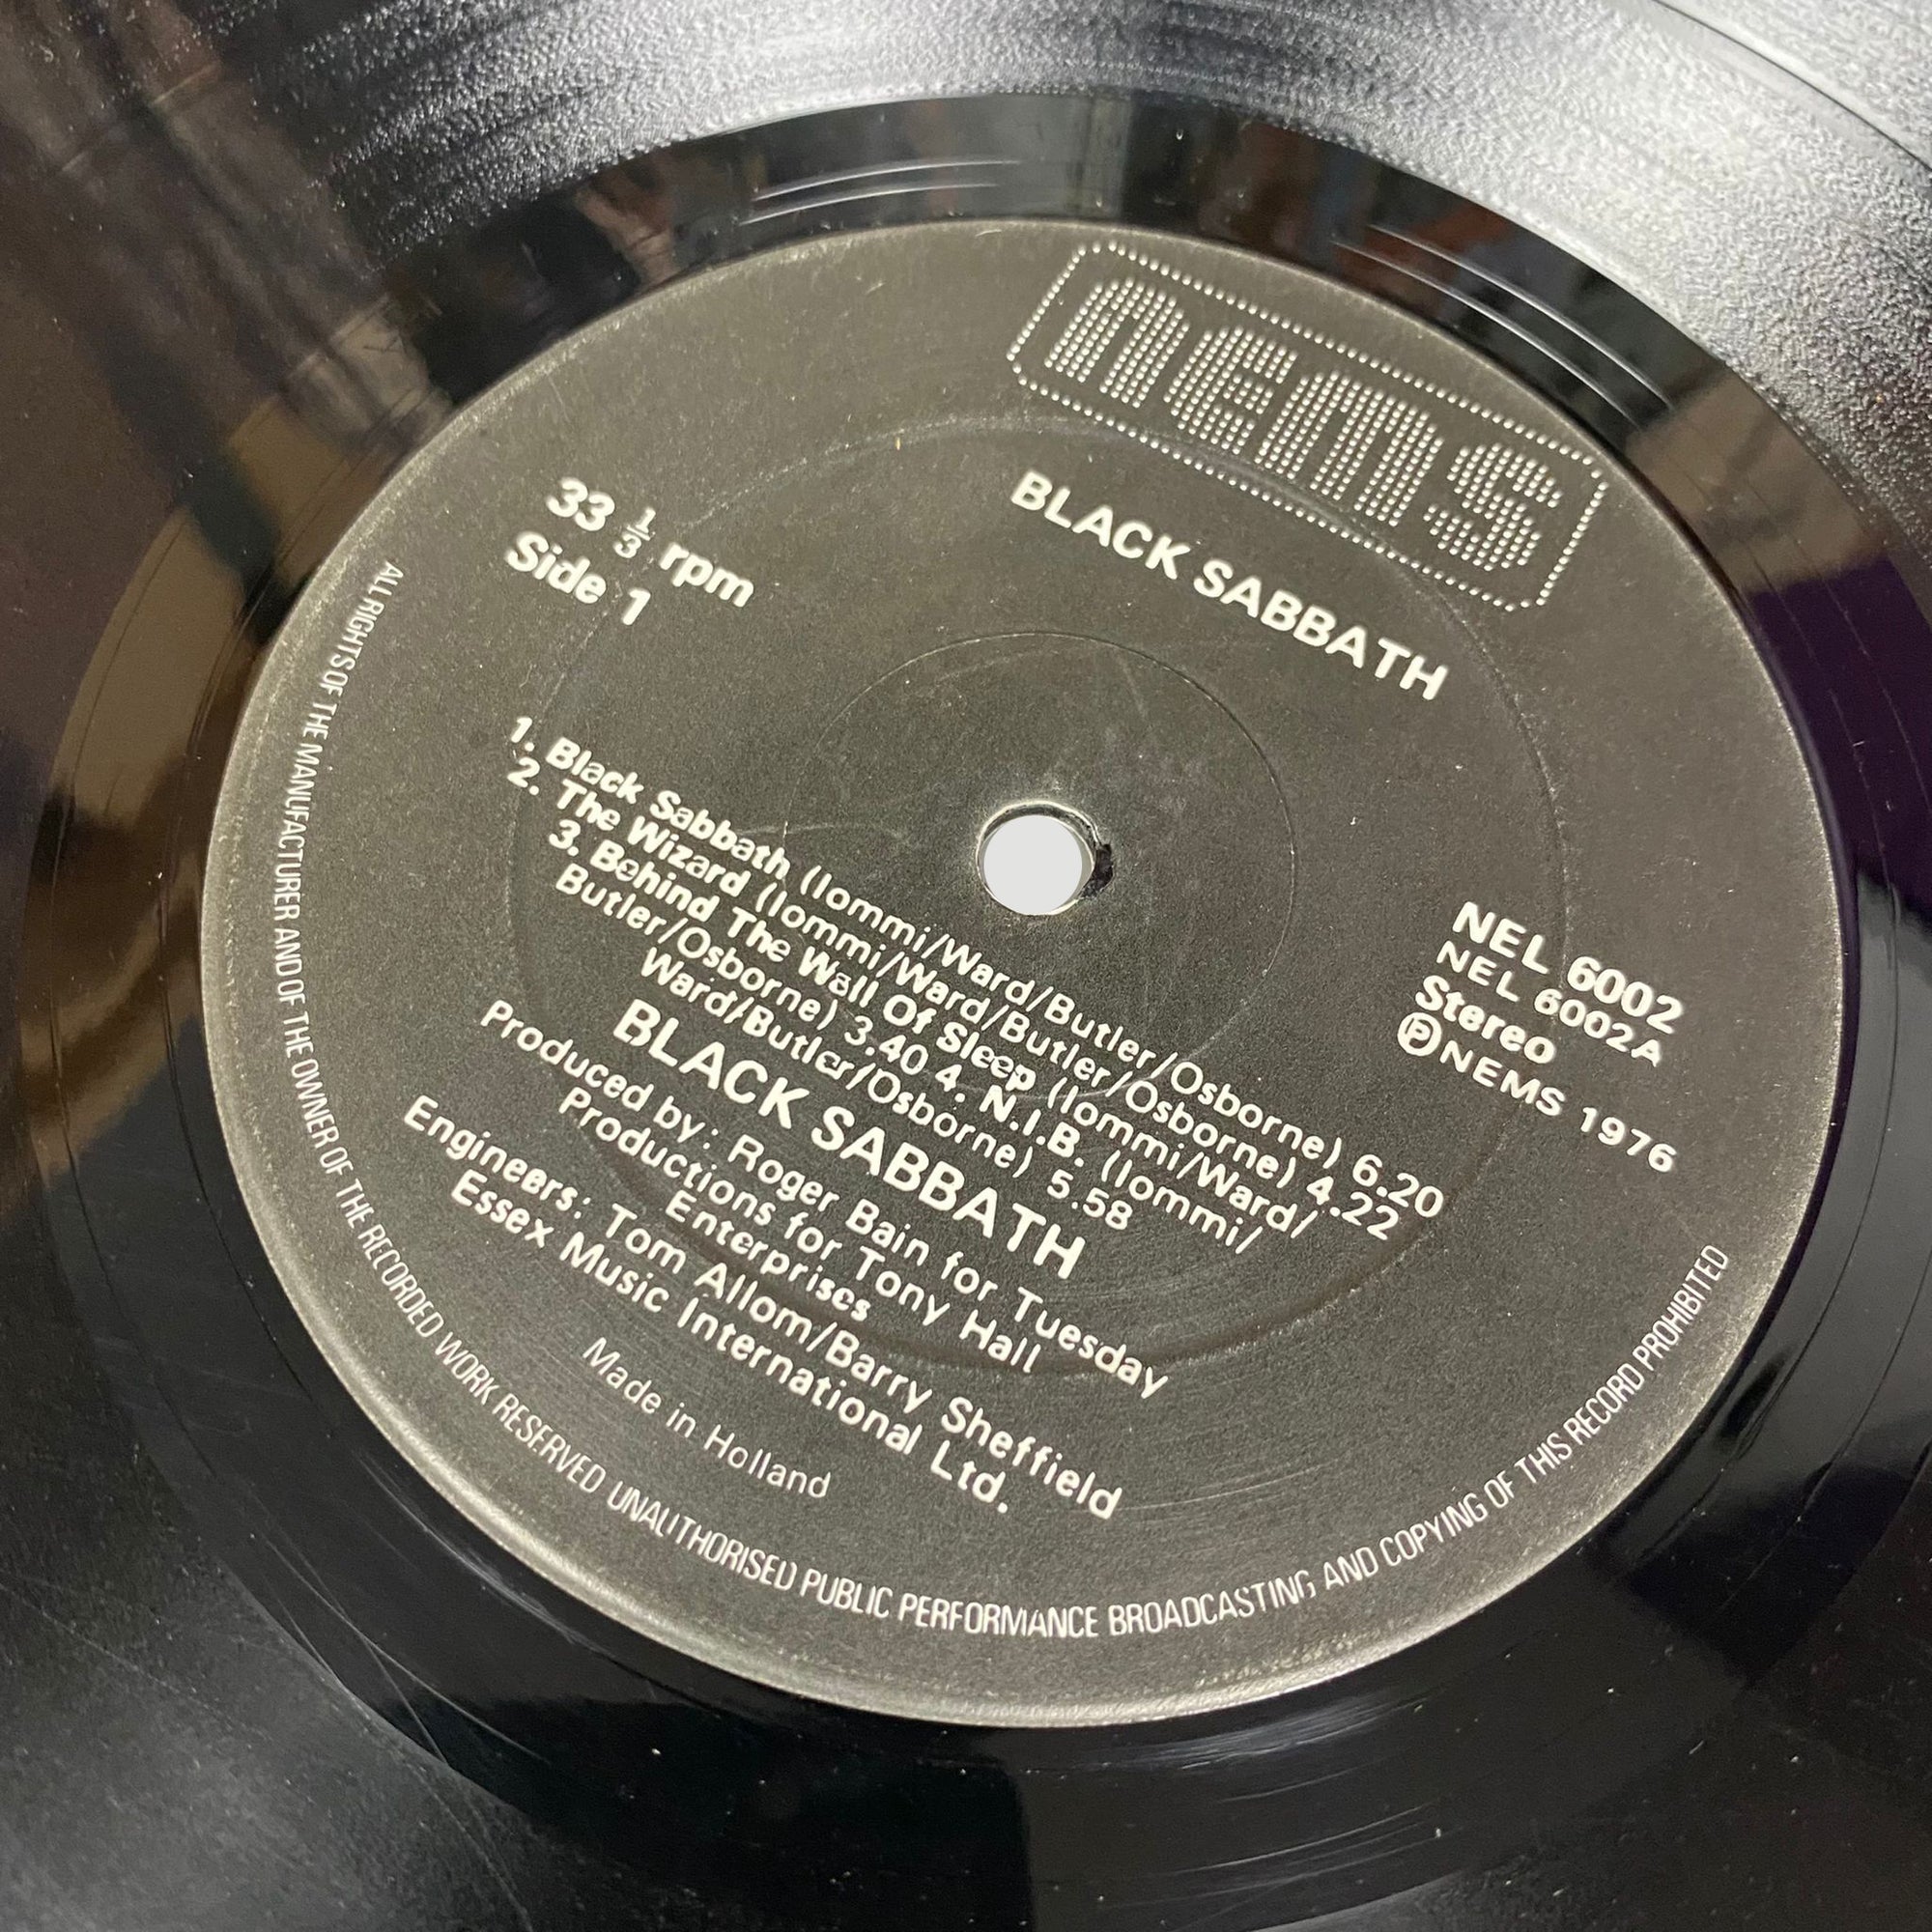 nems
BLACK SABBATH
33 1/3 rpm
Side 1
NEL 6002
NEL 6002A
Stereo
Ⓟ NEMS 1976
1. Black Sabbath (Iommi/Ward/Butler/Osborne) 6.20
2. The Wizard (Iommi/Ward/Butler/Osborne) 4.22
3. Behind The Wall Of Sleep (Iommi/Ward/
Butler/Osborne) 3.40 4. N.I.B. (Iommi/
Ward/Butler/Osborne) 5.58
BLACK SABBATH
Produced by: Roger Bain for Tuesday
Productions for Tony Hall
Enterprises
Engineers: Tom Allom/Barry Sheffield
Essex Music International Ltd.
Made in Holland
ALL RIGHTS OF THE MANUFACTURER AND OF THE OWNER OF THE RECORDED WORK RESERVED UNAUTHORISED PUBLIC PERFORMANCE BROADCASTING AND COPYING OF THIS RECORD PROHIBITED